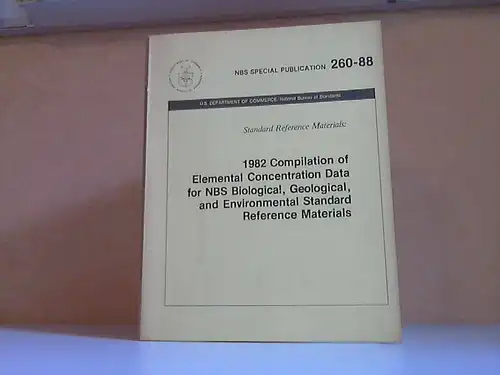 NBS SPECIAL PUBLICATION 260-88
U.S. DEPARTMENT OF COMMERCE/National Bureau of Standards
Standard Reference Materials:
1982 Compilation of
Elemental Concentration Data
for NBS Biological, Geological,
and Environmental Standard
Reference Materials